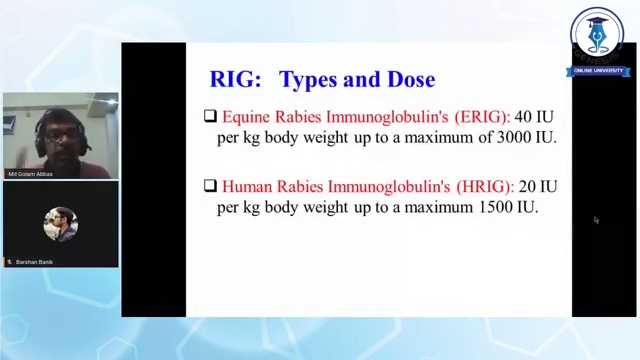 GENESIS
ONLINE UNIVERSITY
RIG: Types and Dose
Equine Rabies Immunoglobulin's (ERIG): 40 IU
per kg body weight up to a maximum of 3000 IU.
Human Rabies Immunoglobulin's (HRIG): 20 IU
per kg body weight up to a maximum 1500 IU.
Md Golam Abbas
Barshan Banik